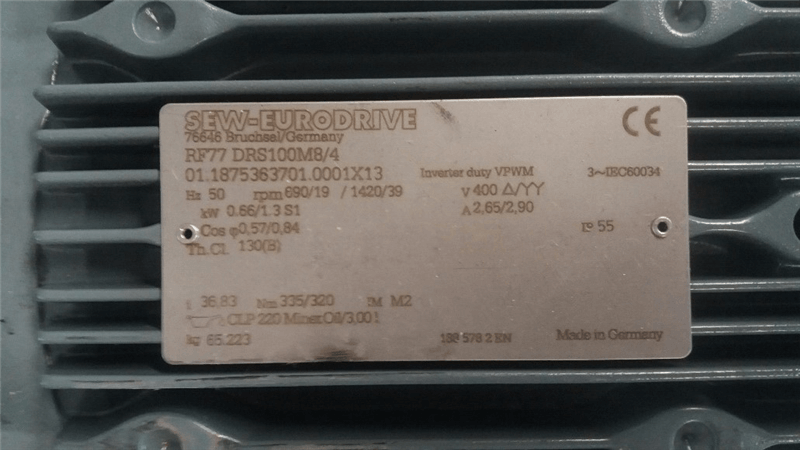 SEW-EURODRIVE
76646 Bruchsal/Germany
RF77 DRS100M8/4
01.1875363701.0001X13 Inverter duty VPWM 3~IEC60034
Hz 50 rpm 690/19 / 1420/39 V 400 Δ/YY
kW 0.66/1.3 S1 A 2,65/2,90
Cos φ 0,57/0,84 IP 55
Th.Cl. 130(B)
i 36,83 Nm 335/320 IM M2
CLP 220 Miner.Oil/3,00 l
kg 65.223 188 578 2 EN Made in Germany
CE